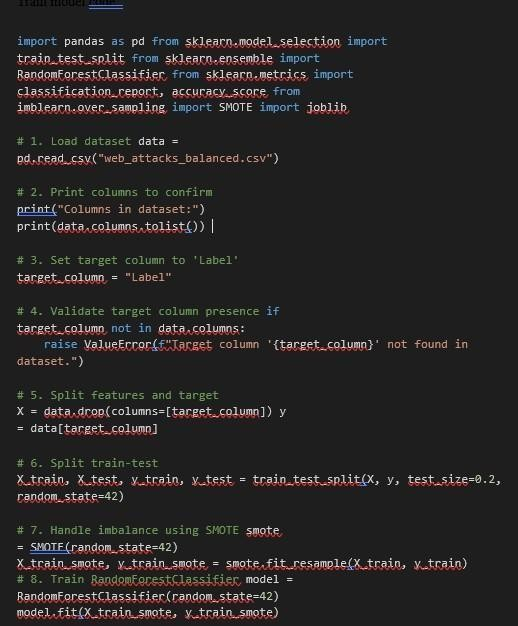 Train model code
import pandas as pd from sklearn.model_selection import
train_test_split from sklearn.ensemble import
RandomForestClassifier from sklearn.metrics import
classification_report, accuracy_score from
imblearn.over_sampling import SMOTE import joblib
# 1. Load dataset data =
pd.read_csv("web_attacks_balanced.csv")
# 2. Print columns to confirm
print("Columns in dataset:")
print(data.columns.tolist())
# 3. Set target column to 'Label'
target_column = "Label"
# 4. Validate target column presence if
target_column not in data.columns:
    raise ValueError(f"Target column '{target_column}' not found in
dataset.")
# 5. Split features and target
X = data.drop(columns=[target_column]) y
= data[target_column]
# 6. Split train-test
X_train, X_test, y_train, y_test = train_test_split(X, y, test_size=0.2,
random_state=42)
# 7. Handle imbalance using SMOTE smote
= SMOTE(random_state=42)
X_train_smote, y_train_smote = smote.fit_resample(X_train, y_train)
# 8. Train RandomForestClassifier model =
RandomForestClassifier(random_state=42)
model.fit(X_train_smote, y_train_smote)